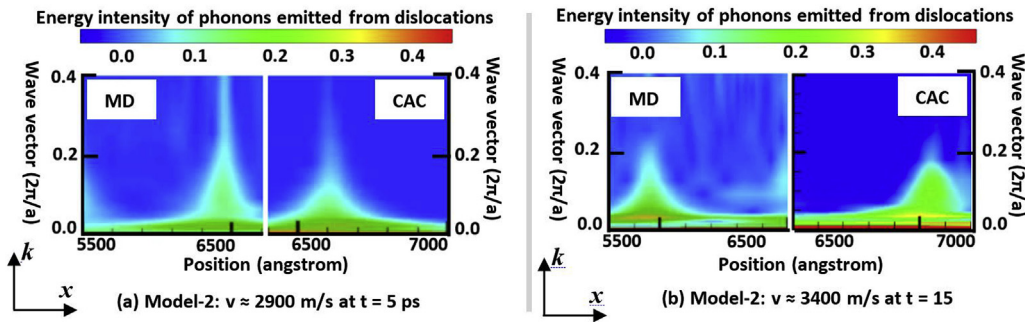 Energy intensity of phonons emitted from dislocations
0.0 0.1 0.2 0.3 0.4
Wave vector (2π/a)
0.4
0.2
0.0
MD
CAC
0.4
0.2
0.0
Wave vector (2π/a)
5500 6500 6500 7000
Position (angstrom)
k
x
(a) Model-2: v ≈ 2900 m/s at t = 5 ps
Energy intensity of phonons emitted from dislocations
0.0 0.1 0.2 0.3 0.4
Wave vector (2π/a)
0.4
0.2
0.0
MD
CAC
0.4
0.2
0.0
Wave vector (2π/a)
5500 6500 6500 7000
Position (angstrom)
k
x
(b) Model-2: v ≈ 3400 m/s at t = 15